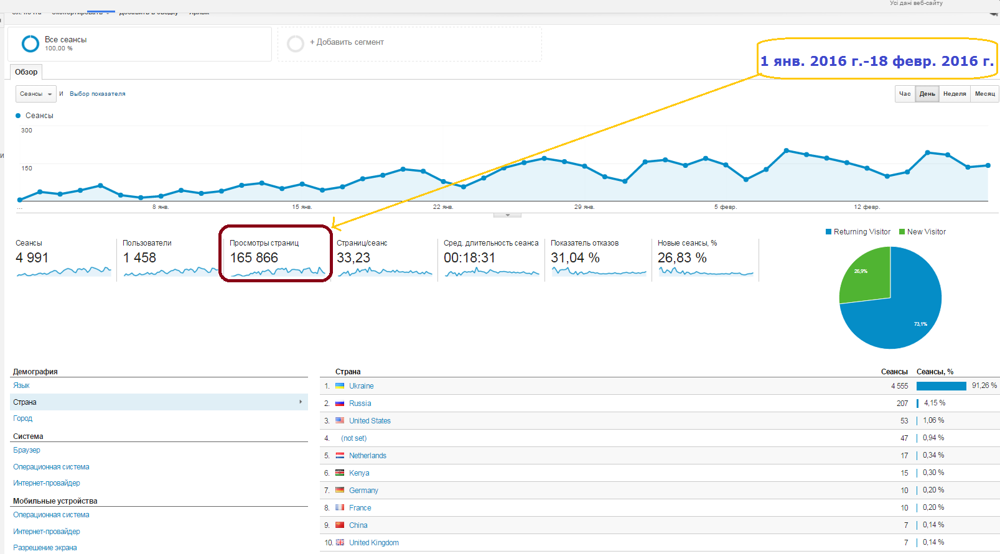 Усі дані веб-сайту
Эл. почта Экспортировать Добавить в сводку Ярлык
Все сеансы
100,00 %
+ Добавить сегмент
1 янв. 2016 г.-18 февр. 2016 г.
Обзор
Сеансы И Выбор показателя
Час День Неделя Месяц
Сеансы
300
150
... 8 янв. 15 янв. 22 янв. 29 янв. 5 февр. 12 февр.
Сеансы
4 991
Пользователи
1 458
Просмотры страниц
165 866
Страниц/сеанс
33,23
Сред. длительность сеанса
00:18:31
Показатель отказов
31,04 %
Новые сеансы, %
26,83 %
Returning Visitor New Visitor
26,9%
73,1%
Демография
Язык
Страна
Город
Система
Браузер
Операционная система
Интернет-провайдер
Мобильные устройства
Операционная система
Интернет-провайдер
Разрешение экрана
Страна Сеансы Сеансы, %
1. Ukraine 4 555 91,26 %
2. Russia 207 4,15 %
3. United States 53 1,06 %
4. (not set) 47 0,94 %
5. Netherlands 17 0,34 %
6. Kenya 15 0,30 %
7. Germany 10 0,20 %
8. France 10 0,20 %
9. China 7 0,14 %
10. United Kingdom 7 0,14 %